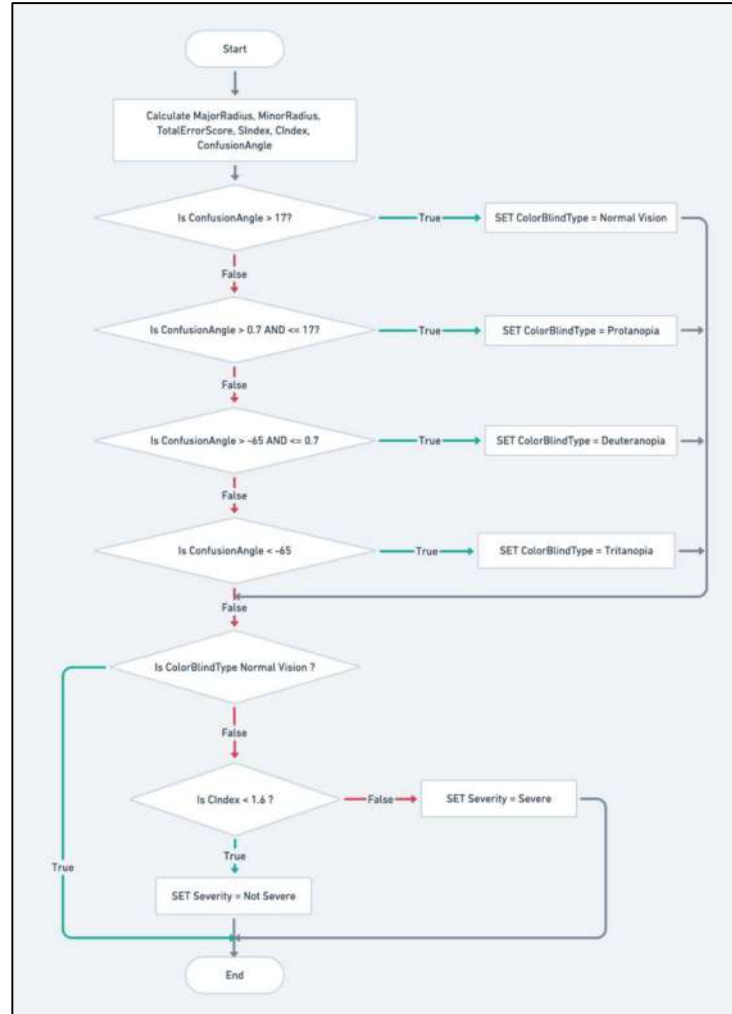 Start
Calculate MajorRadius, MinorRadius,
TotalErrorScore, SIndex, CIndex,
ConfusionAngle
Is ConfusionAngle > 17?
True
SET ColorBlindType = Normal Vision
False
Is ConfusionAngle > 0.7 AND <= 17?
True
SET ColorBlindType = Protanopia
False
Is ConfusionAngle > -65 AND <= 0.7
True
SET ColorBlindType = Deuteranopia
False
Is ConfusionAngle < -65
True
SET ColorBlindType = Tritanopia
False
Is ColorBlindType Normal Vision ?
False
Is CIndex < 1.6 ?
False
SET Severity = Severe
True
True
SET Severity = Not Severe
End